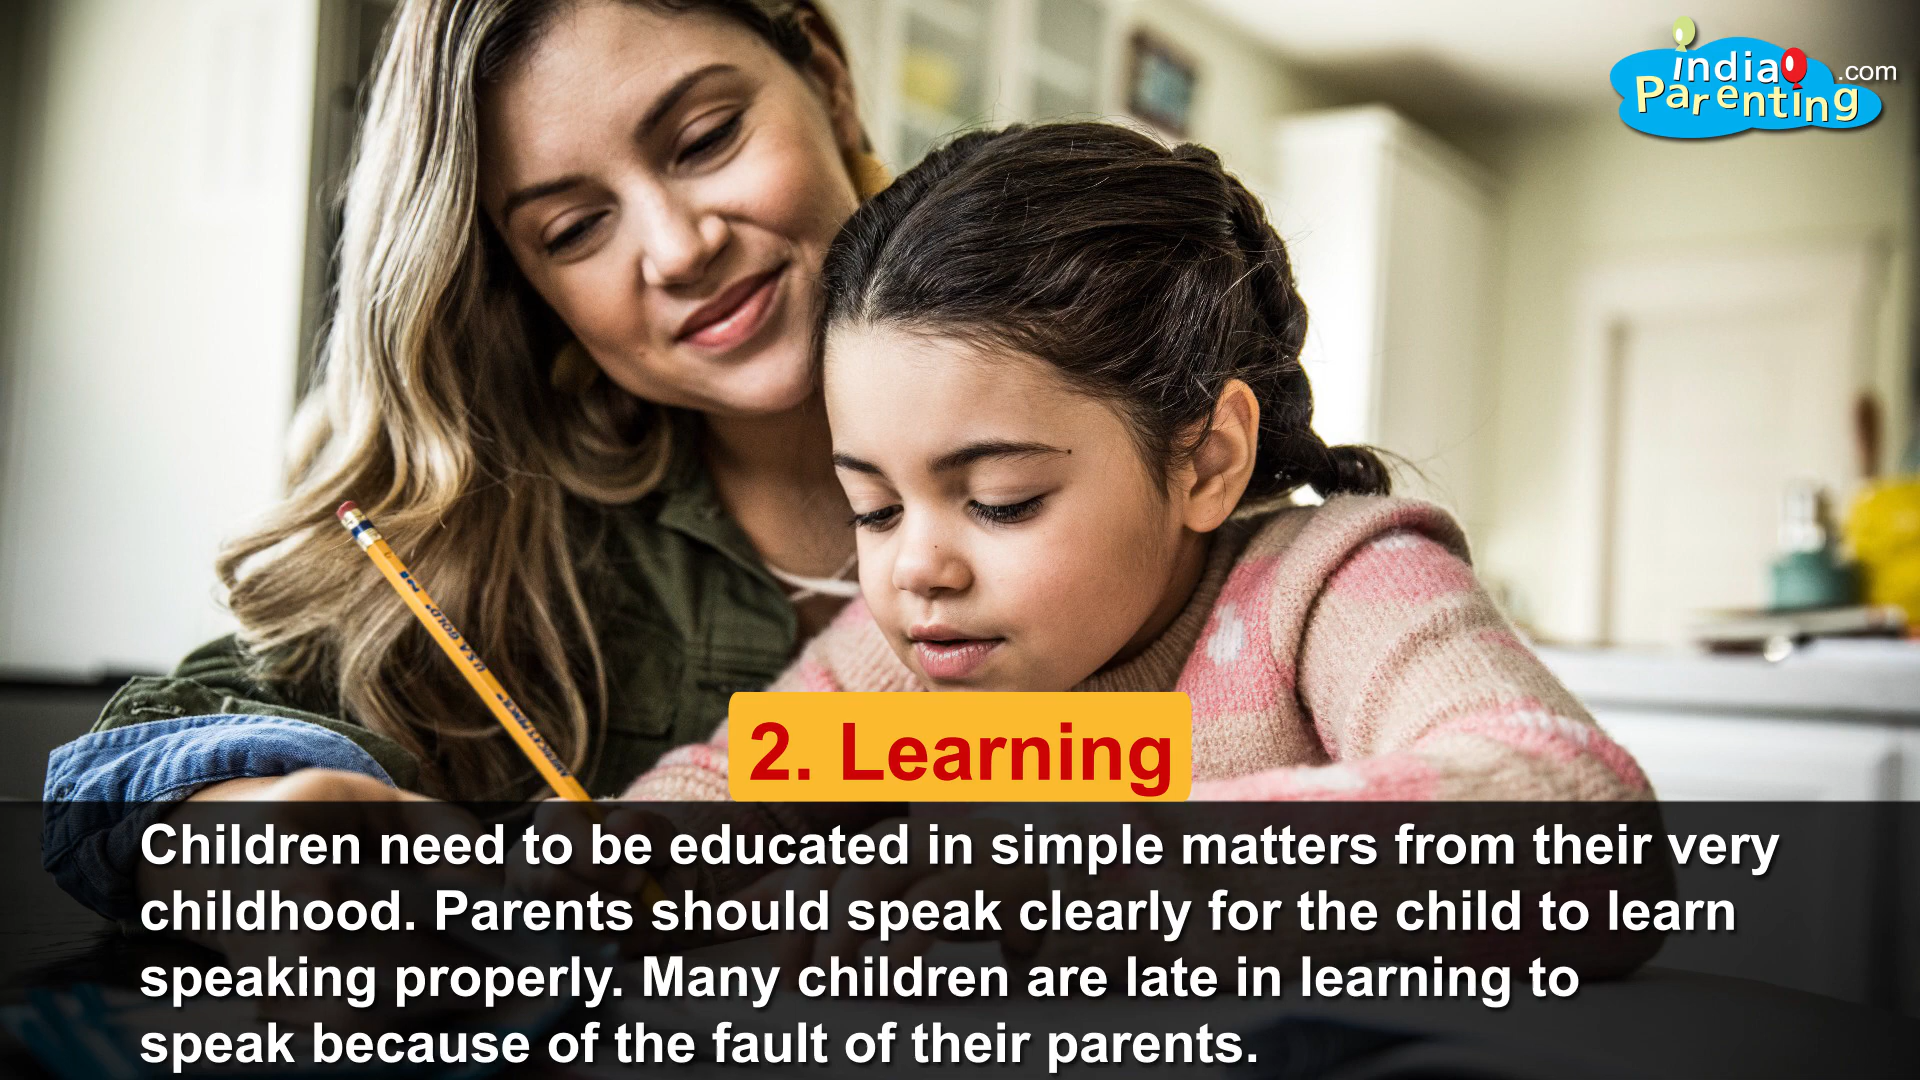 india
Parenting
.com
2. Learning
Children need to be educated in simple matters from their very
childhood. Parents should speak clearly for the child to learn
speaking properly. Many children are late in learning to
speak because of the fault of their parents.